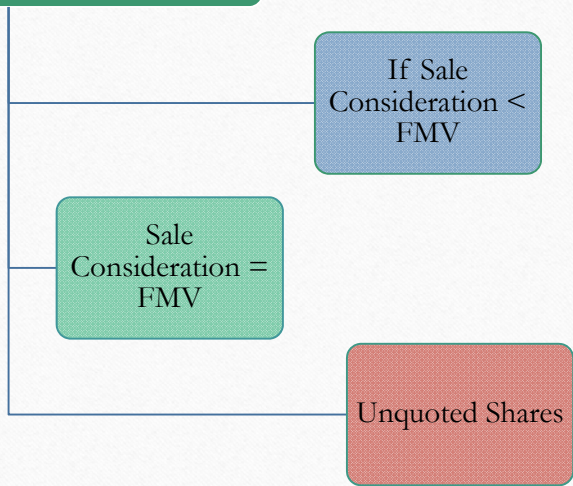 If Sale
Consideration <
FMV
Sale
Consideration =
FMV
Unquoted Shares